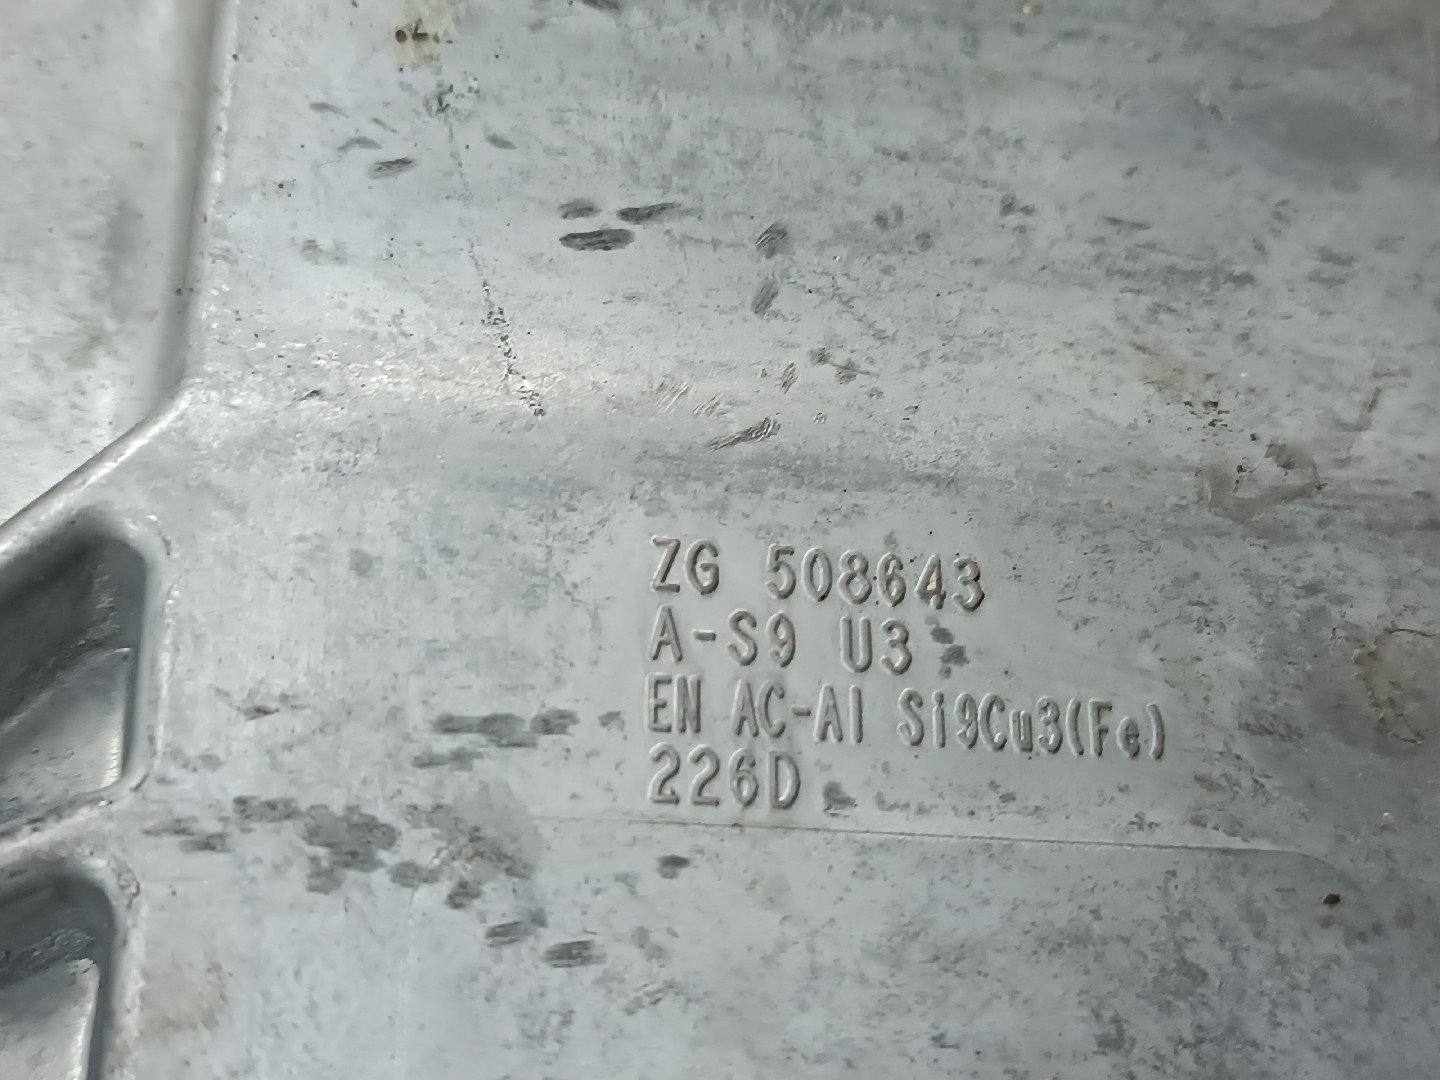 ZG 508643
A-S9 U3
EN AC-Al Si9Cu3(Fe)
226D